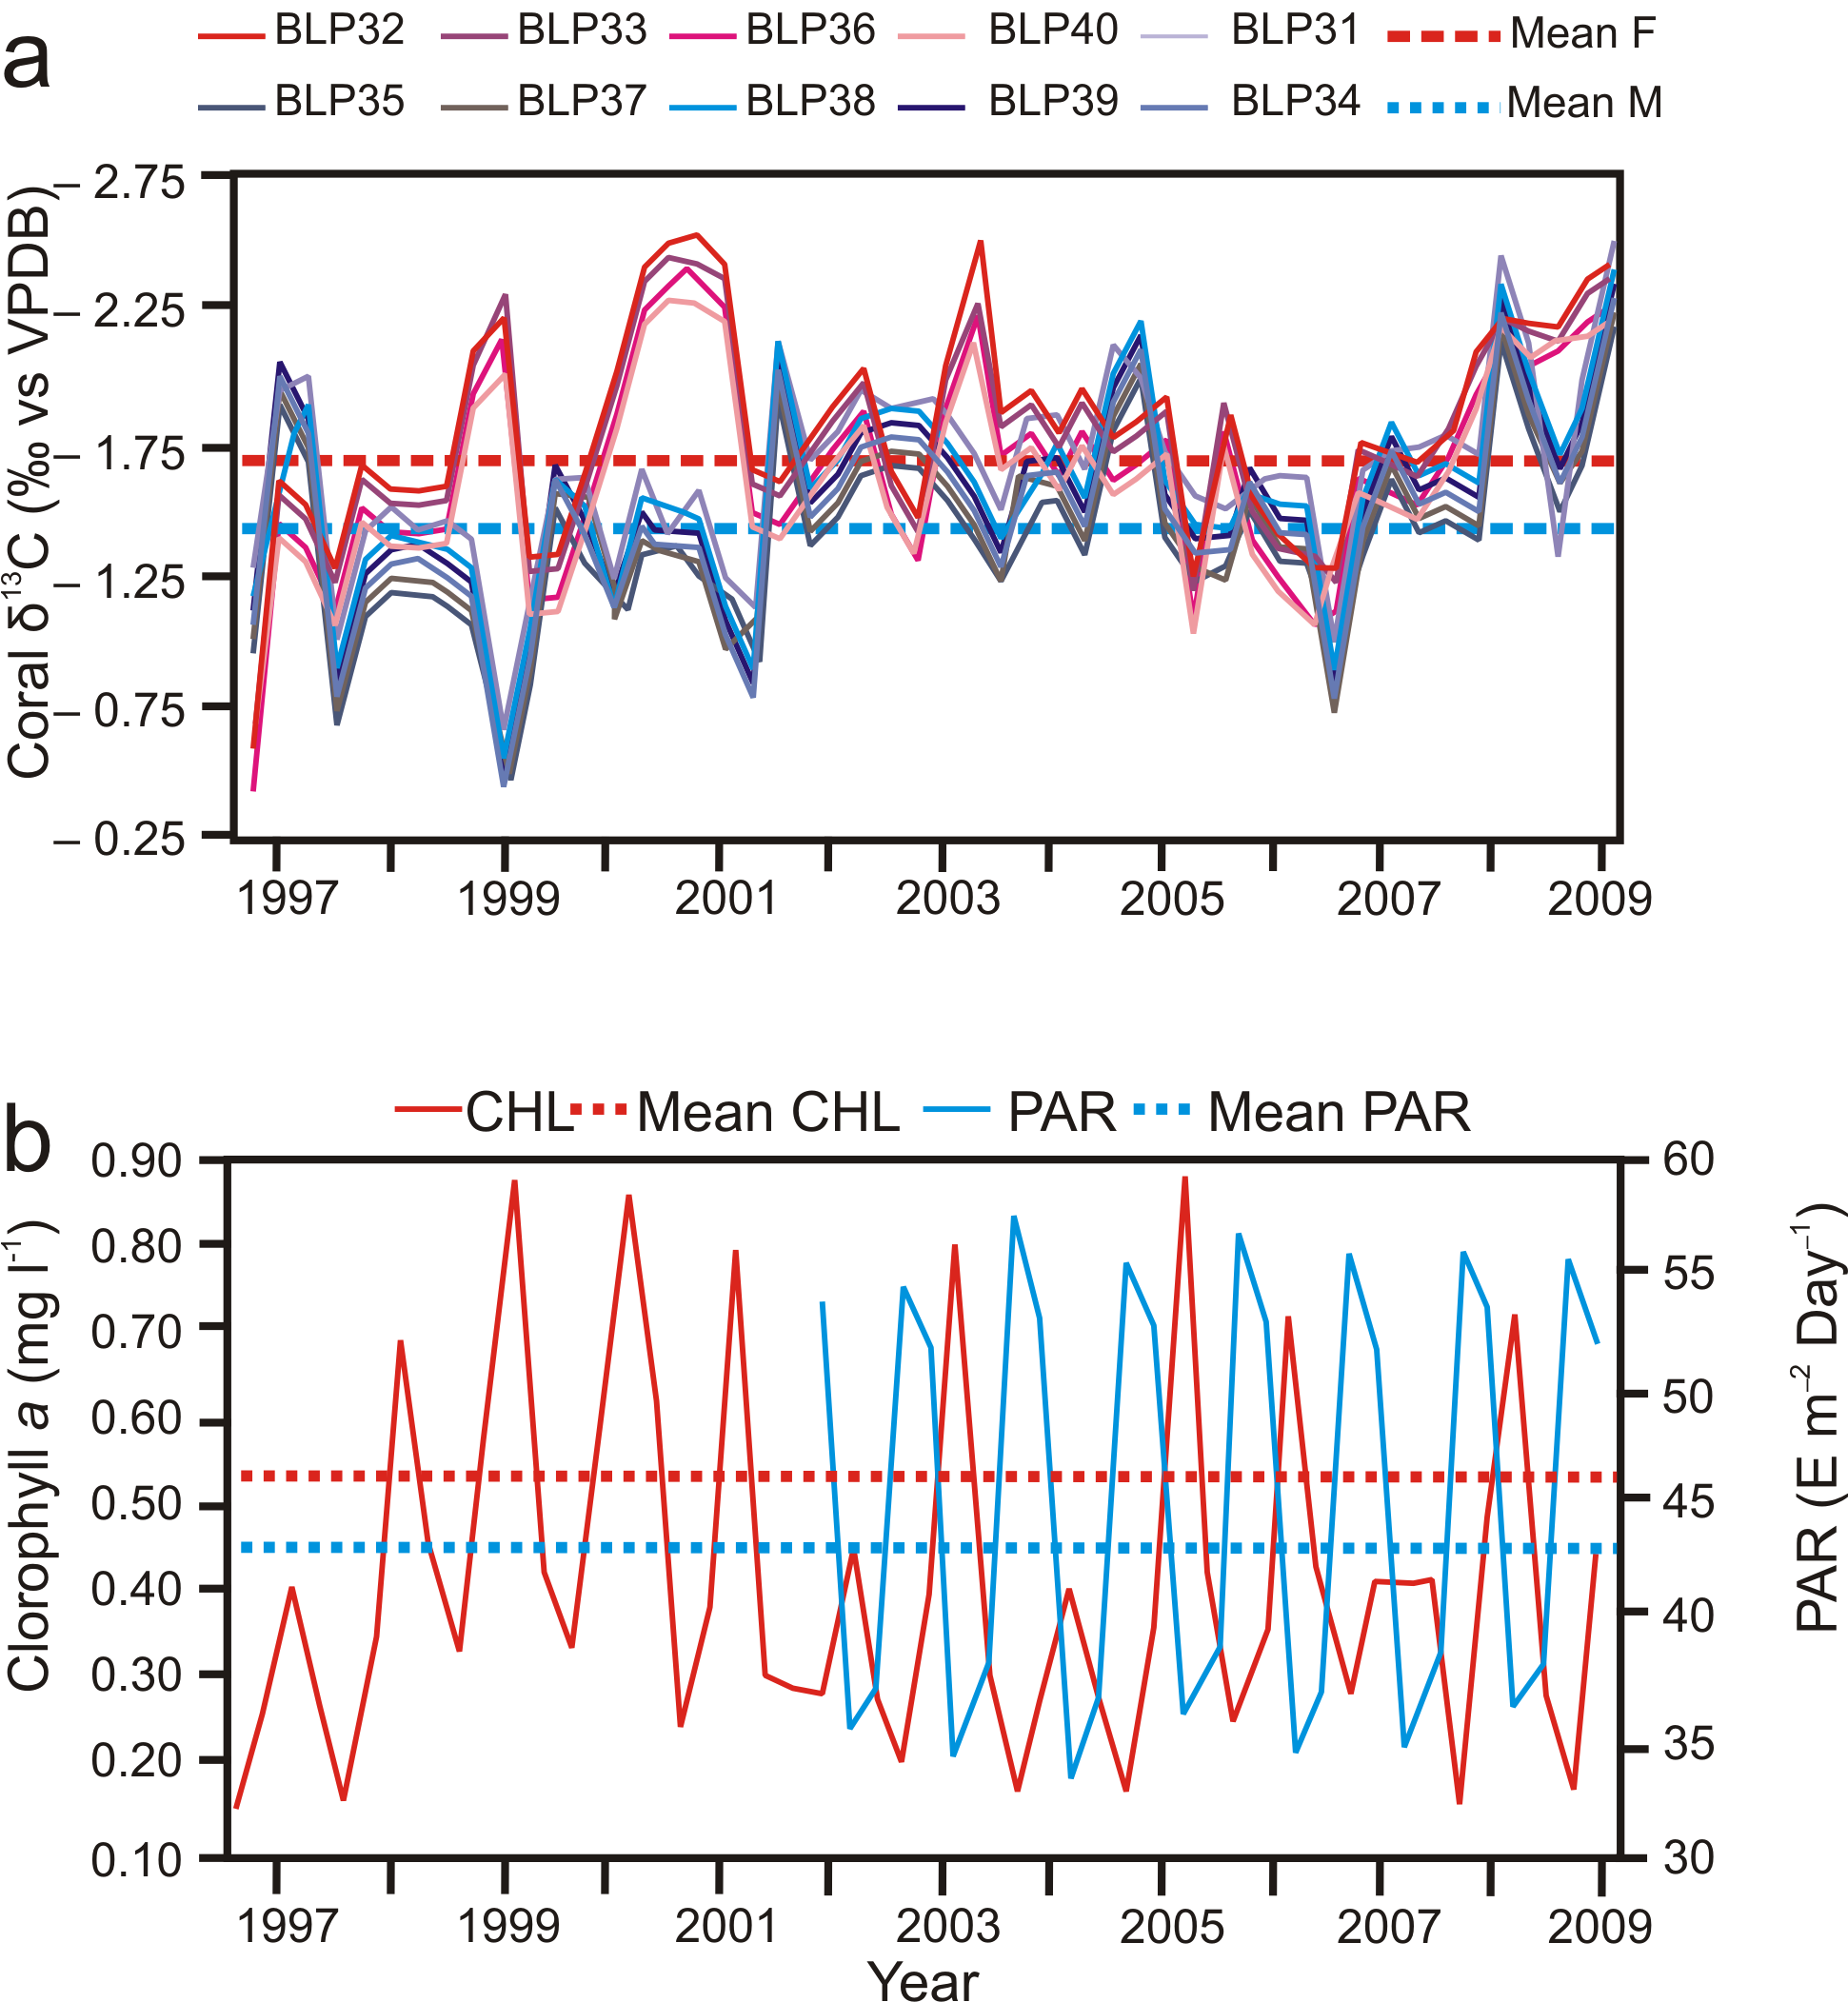 a
BLP32 BLP33 BLP36 BLP40 BLP31 Mean F
BLP35 BLP37 BLP38 BLP39 BLP34 Mean M
Coral δ¹³C (‰ vs VPDB)
– 2.75
– 2.25
– 1.75
– 1.25
– 0.75
– 0.25
1997 1999 2001 2003 2005 2007 2009
b
CHL Mean CHL PAR Mean PAR
Clorophyll a (mg l⁻¹)
0.90
0.80
0.70
0.60
0.50
0.40
0.30
0.20
0.10
60
55
50
45
40
35
30
PAR (E m⁻² Day⁻¹)
1997 1999 2001 2003 2005 2007 2009
Year